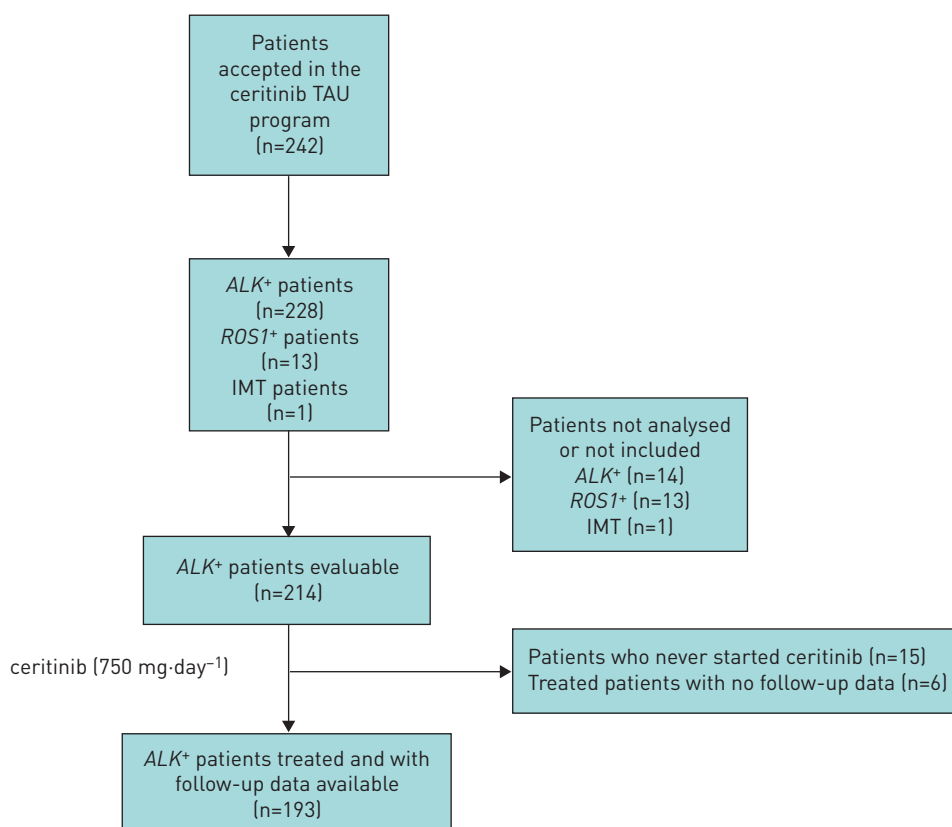 Patients
accepted in the
ceritinib TAU
program
(n=242)
ALK⁺ patients
(n=228)
ROS1⁺ patients
(n=13)
IMT patients
(n=1)
Patients not analysed
or not included
ALK⁺ (n=14)
ROS1⁺ (n=13)
IMT (n=1)
ALK⁺ patients evaluable
(n=214)
ceritinib (750 mg·day⁻¹)
Patients who never started ceritinib (n=15)
Treated patients with no follow-up data (n=6)
ALK⁺ patients treated and with
follow-up data available
(n=193)